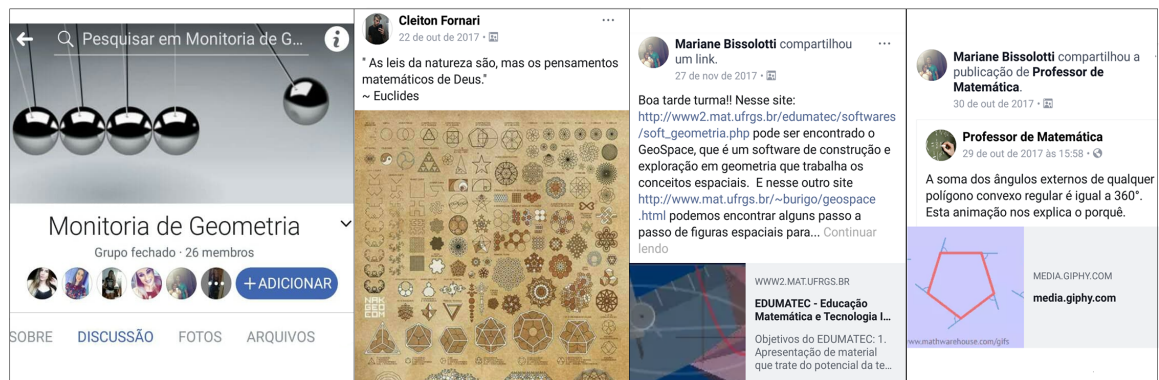 Pesquisar em Monitoria de G...
Monitoria de Geometria
Grupo fechado · 26 membros
+ADICIONAR
SOBRE
DISCUSSÃO
FOTOS
ARQUIVOS
Cleiton Fornari
22 de out de 2017 •
" As leis da natureza são, mas os pensamentos
matemáticos de Deus."
~ Euclides
NAK
GEO
COM
Mariane Bissolotti compartilhou
um link.
27 de nov de 2017 •
Boa tarde turma!! Nesse site:
http://www2.mat.ufrgs.br/edumatec/softwares
/soft_geometria.php pode ser encontrado o
GeoSpace, que é um software de construção e
exploração em geometria que trabalha os
conceitos espaciais. E nesse outro site
http://www.mat.ufrgs.br/~burigo/geospace
.html podemos encontrar alguns passo a
passo de figuras espaciais para... Continuar
lendo
WWW2.MAT.UFRGS.BR
EDUMATEC - Educação
Matemática e Tecnologia I...
Objetivos do EDUMATEC: 1.
Apresentação de material
que trate do potencial da te...
Mariane Bissolotti compartilhou a
publicação de Professor de
Matemática.
30 de out de 2017 •
Professor de Matemática
29 de out de 2017 às 15:58 •
A soma dos ângulos externos de qualquer
polígono convexo regular é igual a 360°.
Esta animação nos explica o porquê.
MEDIA.GIPHY.COM
media.giphy.com
www.mathwarehouse.com/gifs